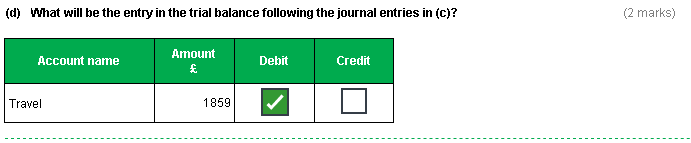 (d) What will be the entry in the trial balance following the journal entries in (c)? (2 marks)
Account name Amount £ Debit Credit
Travel 1859